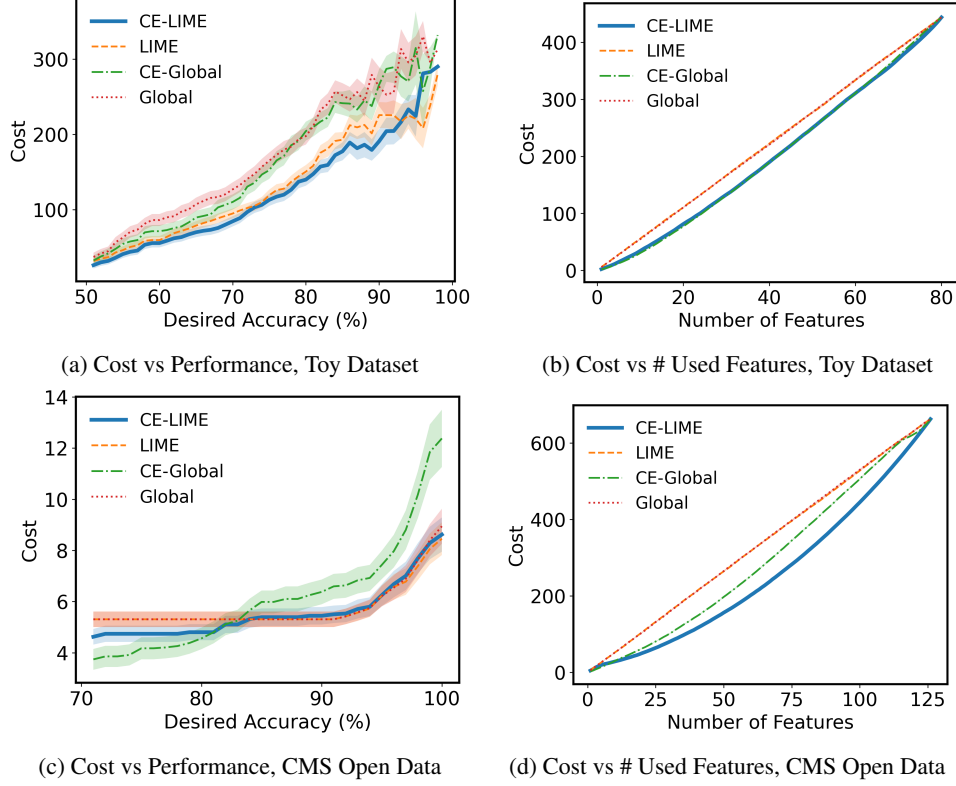 CE-LIME
LIME
CE-Global
Global
300
200
100
Cost
50
60
70
80
90
100
Desired Accuracy (%)
(a) Cost vs Performance, Toy Dataset
CE-LIME
LIME
CE-Global
Global
400
300
200
100
0
Cost
0
20
40
60
80
Number of Features
(b) Cost vs # Used Features, Toy Dataset
CE-LIME
LIME
CE-Global
Global
14
12
10
8
6
4
Cost
70
80
90
100
Desired Accuracy (%)
(c) Cost vs Performance, CMS Open Data
CE-LIME
LIME
CE-Global
Global
600
400
200
0
Cost
0
25
50
75
100
125
Number of Features
(d) Cost vs # Used Features, CMS Open Data